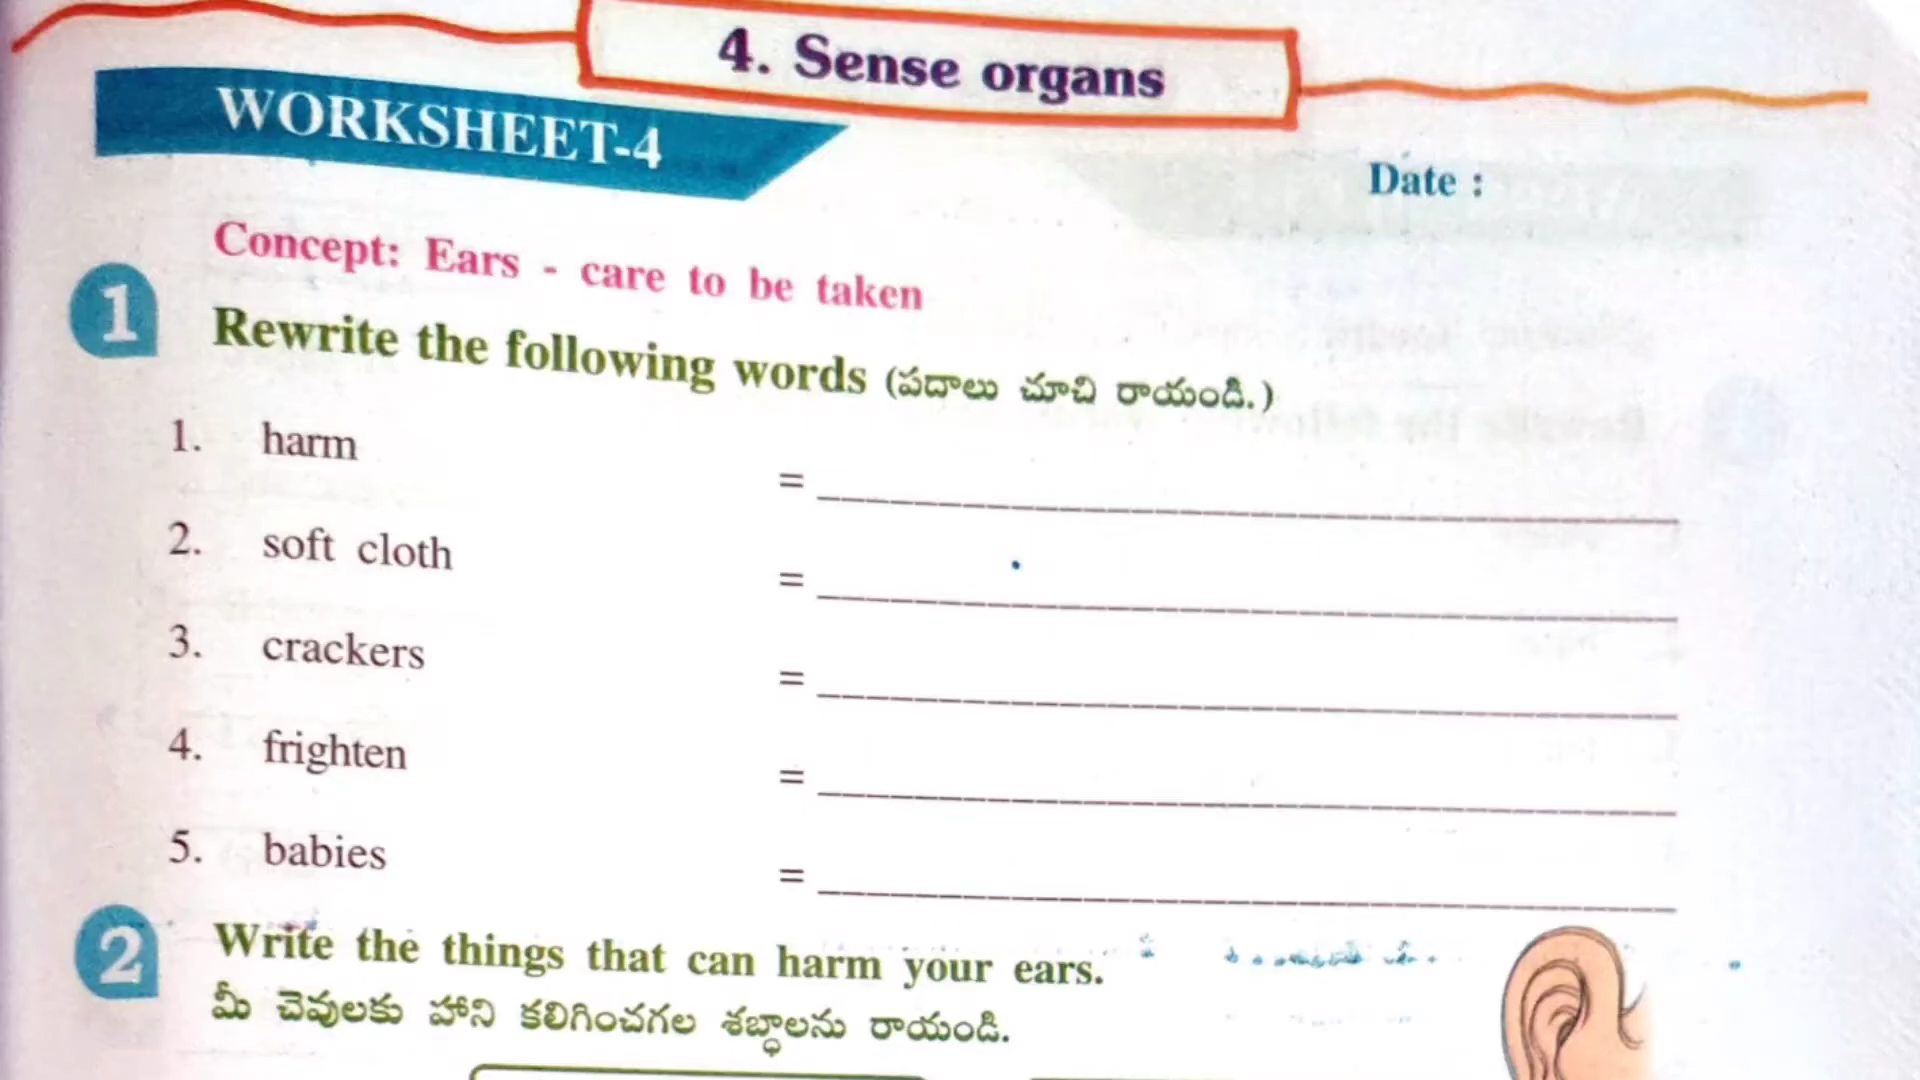 4. Sense organs
WORKSHEET-4
Date :
Concept: Ears - care to be taken
1 Rewrite the following words (పదాలు చూచి రాయండి.)
1. harm = 
2. soft cloth = 
3. crackers = 
4. frighten = 
5. babies = 
2 Write the things that can harm your ears.
మీ చెవులకు హాని కలిగించగల శబ్ధాలను రాయండి.